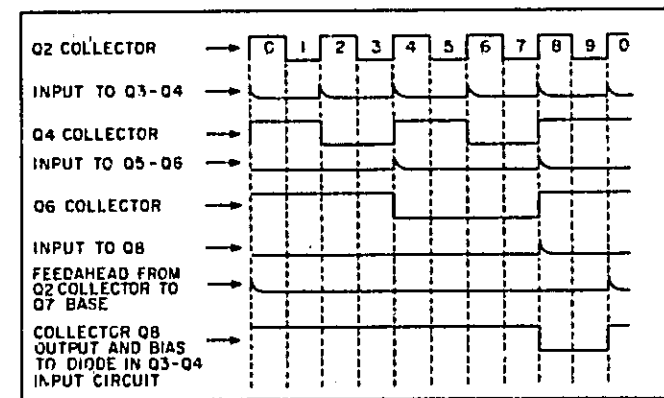 Q2 COLLECTOR
0 1 2 3 4 5 6 7 8 9 0
INPUT TO Q3-Q4
Q4 COLLECTOR
INPUT TO Q5-Q6
Q6 COLLECTOR
INPUT TO Q8
FEEDAHEAD FROM
Q2 COLLECTOR TO
Q7 BASE
COLLECTOR Q8
OUTPUT AND BIAS
TO DIODE IN Q3-Q4
INPUT CIRCUIT